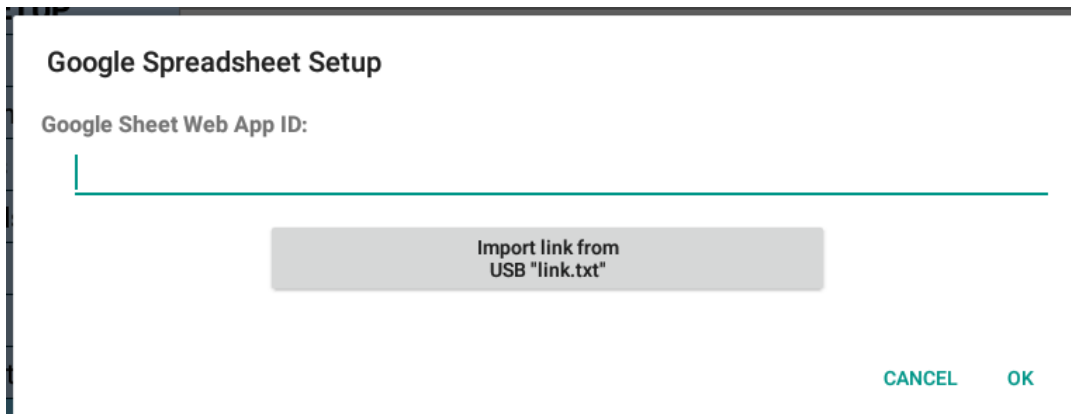 Google Spreadsheet Setup
Google Sheet Web App ID:
Import link from
USB "link.txt"
CANCEL
OK